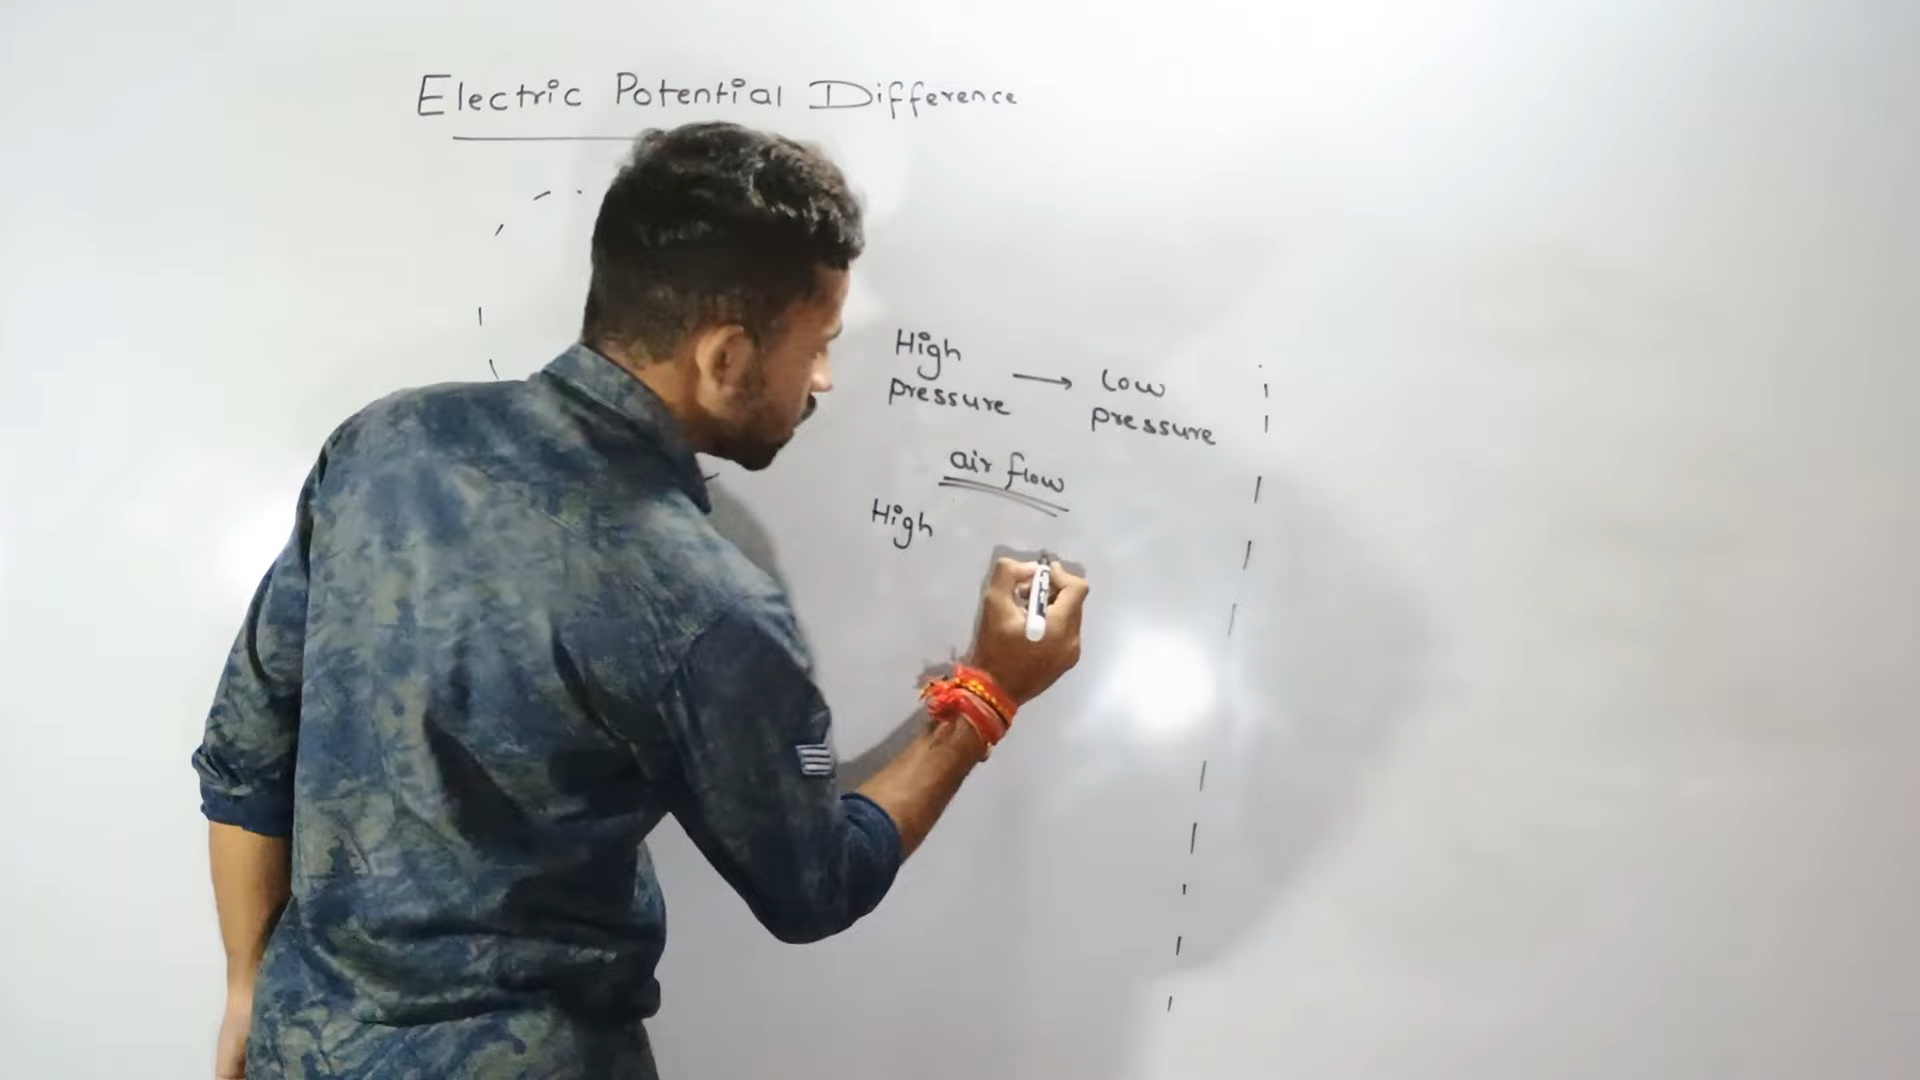 Electric Potential Difference
High
pressure
→ Low
pressure
air flow
High